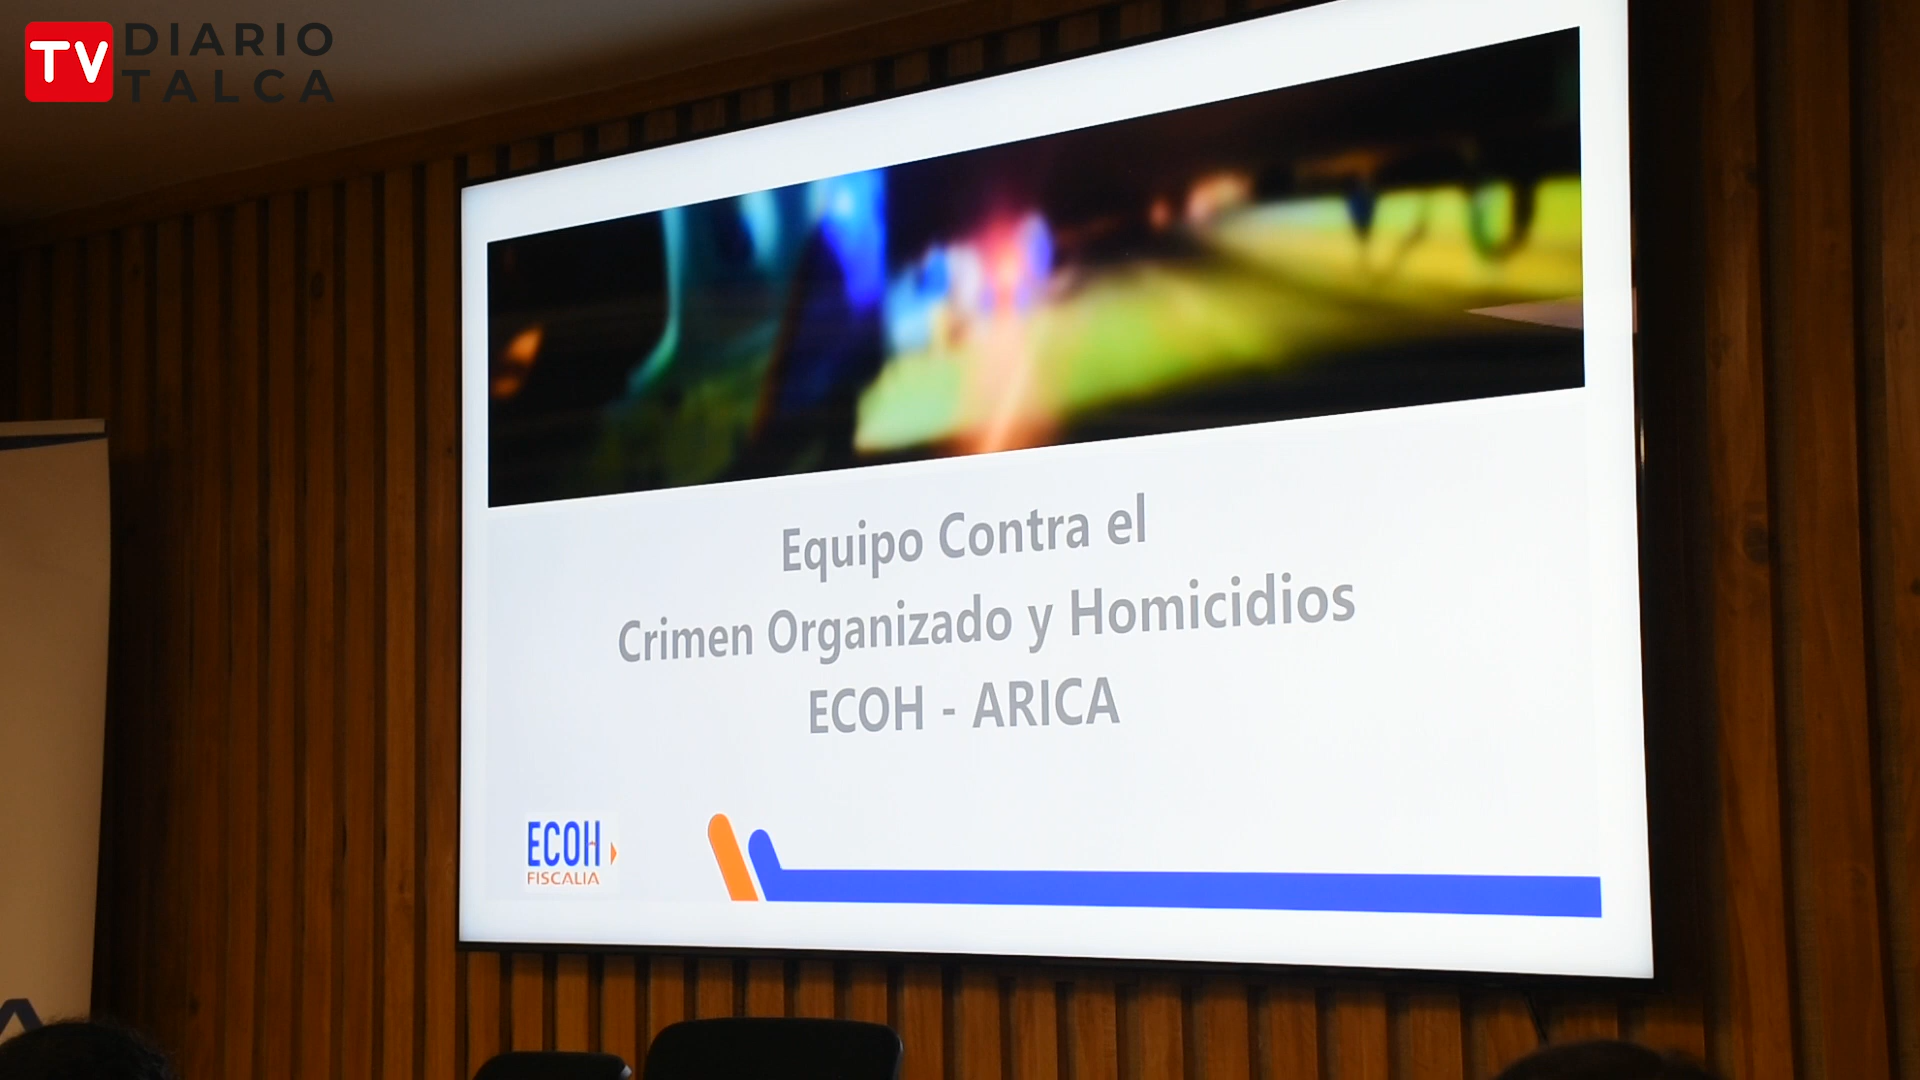 TV DIARIO
TALCA
Equipo Contra el
Crimen Organizado y Homicidios
ECOH - ARICA
ECOH
FISCALIA
A